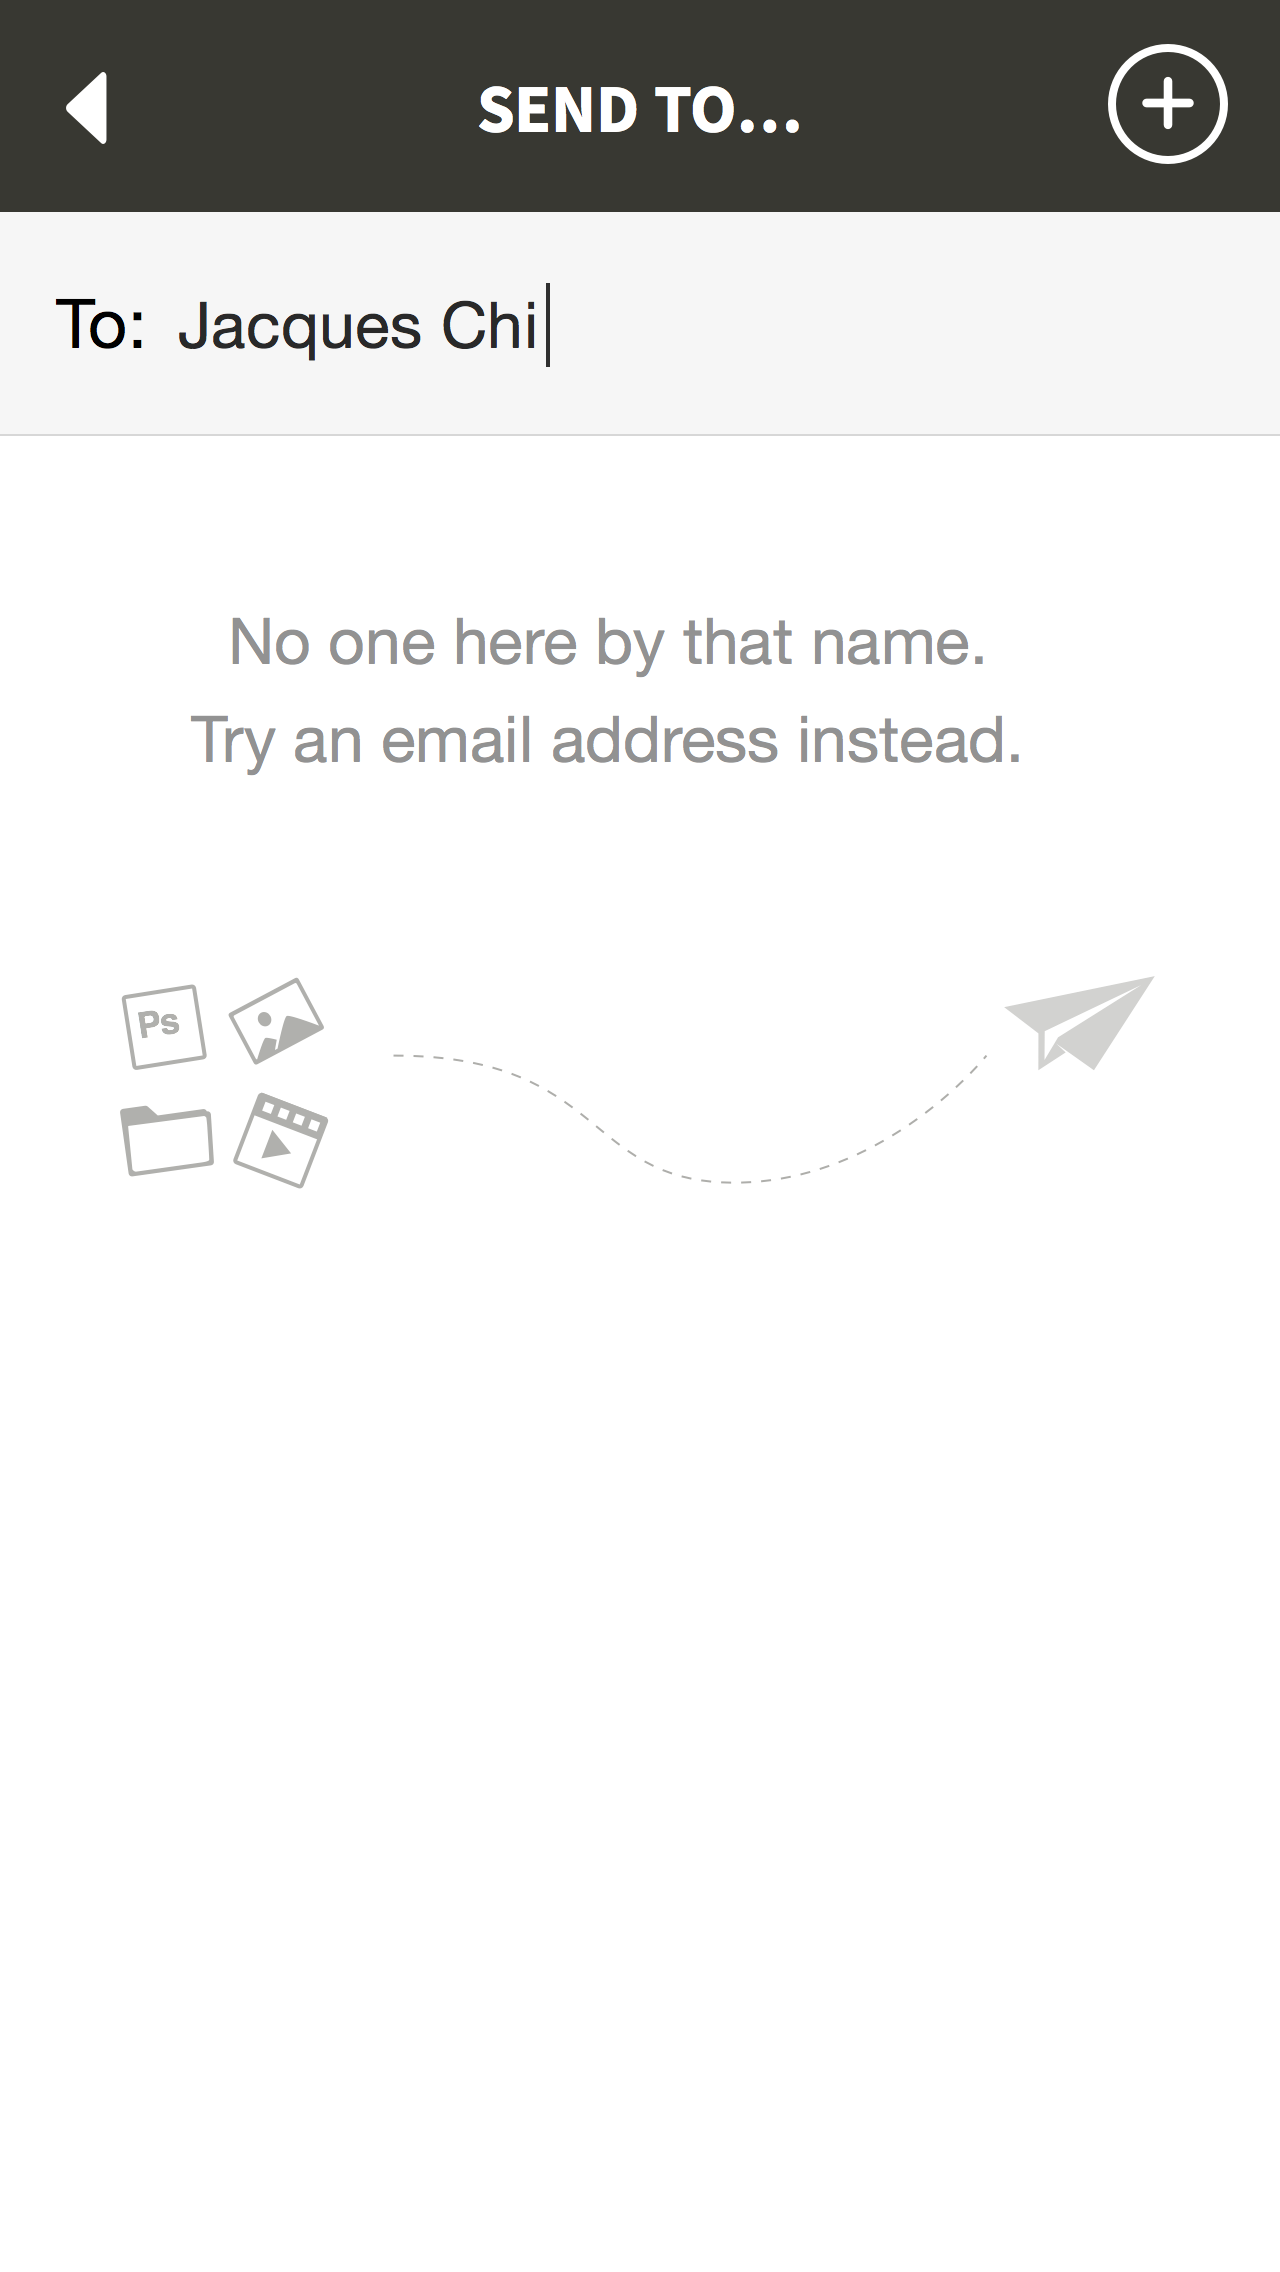 SEND TO...
To: Jacques Chi
No one here by that name.
Try an email address instead.
Ps